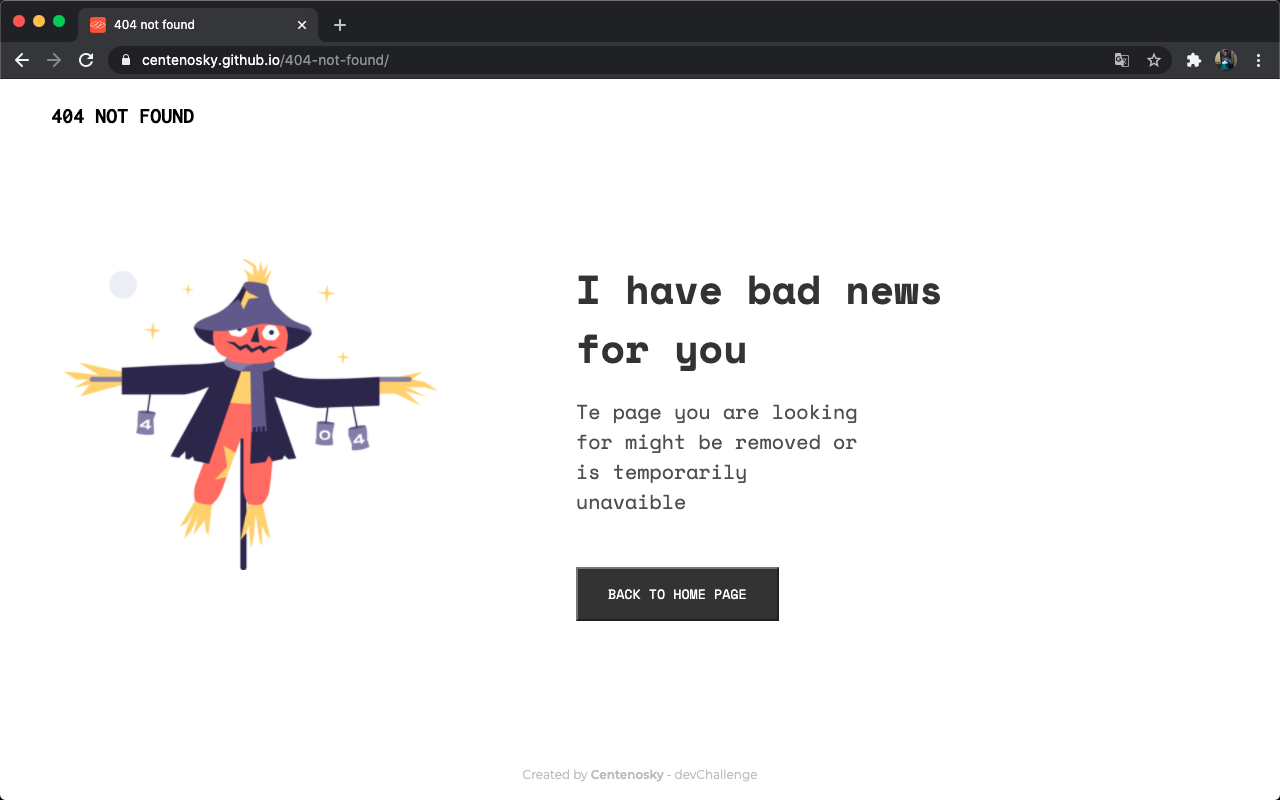 404 not found
centenosky.github.io/404-not-found/
404 NOT FOUND
4
0
4
I have bad news
for you
Te page you are looking
for might be removed or
is temporarily
unavaible
BACK TO HOME PAGE
Created by Centenosky - devChallenge